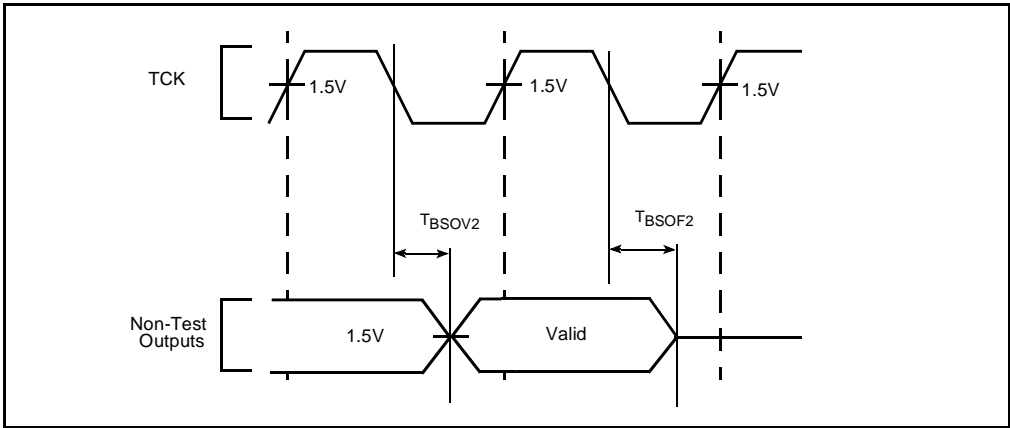 TCK
1.5V
1.5V
1.5V
TBSOV2
TBSOF2
Non-Test
Outputs
1.5V
Valid